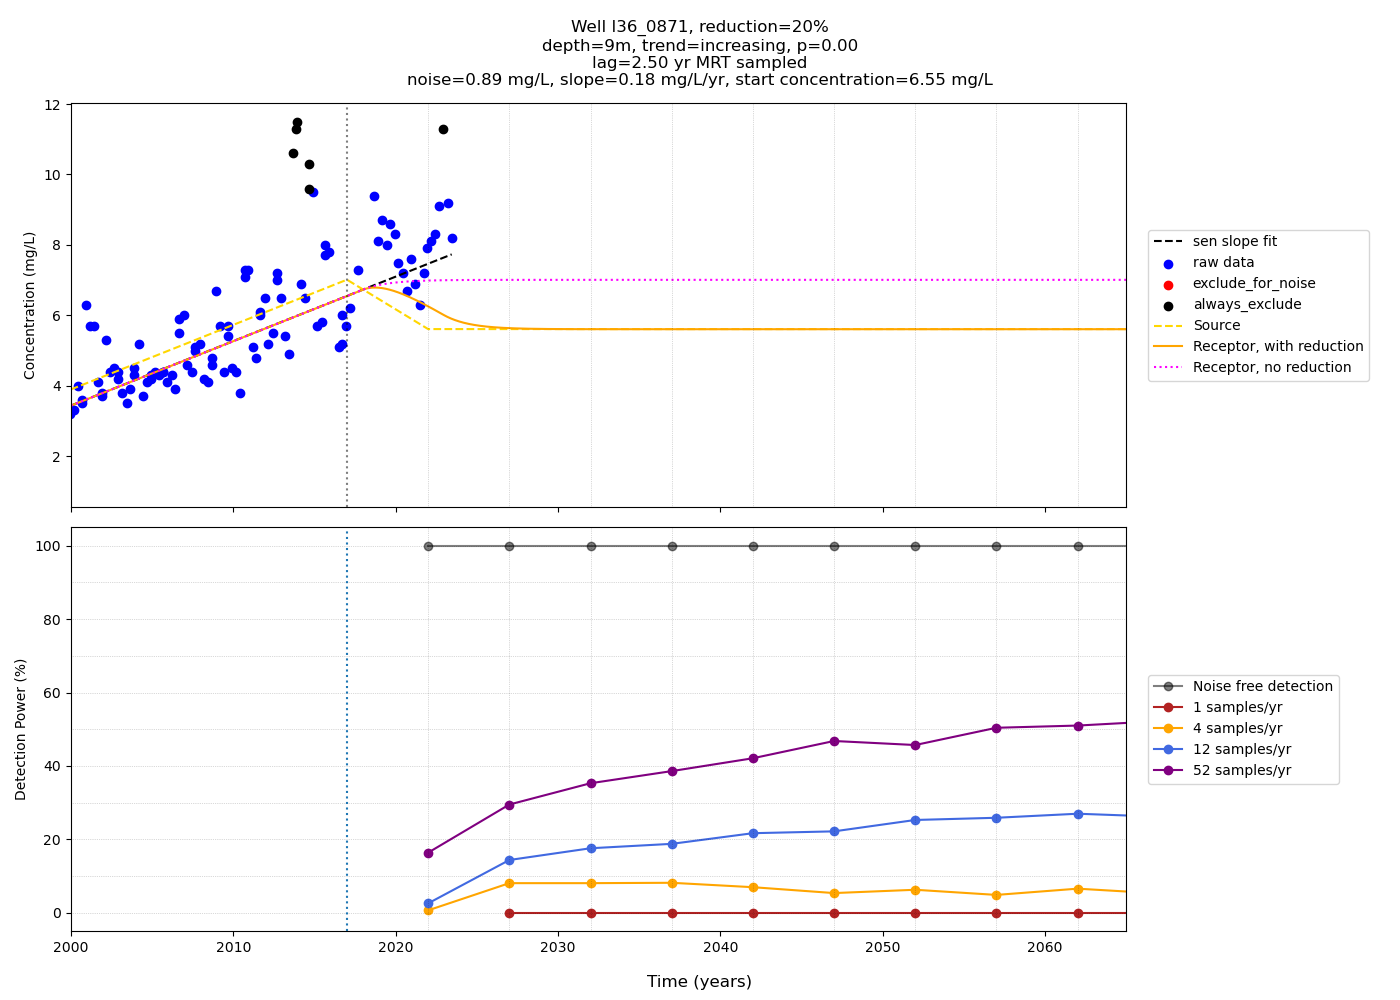 Well l36_0871, reduction=20%
depth=9m, trend=increasing, p=0.00
lag=2.50 yr MRT sampled
noise=0.89 mg/L, slope=0.18 mg/L/yr, start concentration=6.55 mg/L
Concentration (mg/L)
12
10
8
6
4
2
sen slope fit
raw data
exclude_for_noise
always_exclude
Source
Receptor, with reduction
Receptor, no reduction
Detection Power (%)
100
80
60
40
20
0
Noise free detection
1 samples/yr
4 samples/yr
12 samples/yr
52 samples/yr
2000 2010 2020 2030 2040 2050 2060
Time (years)